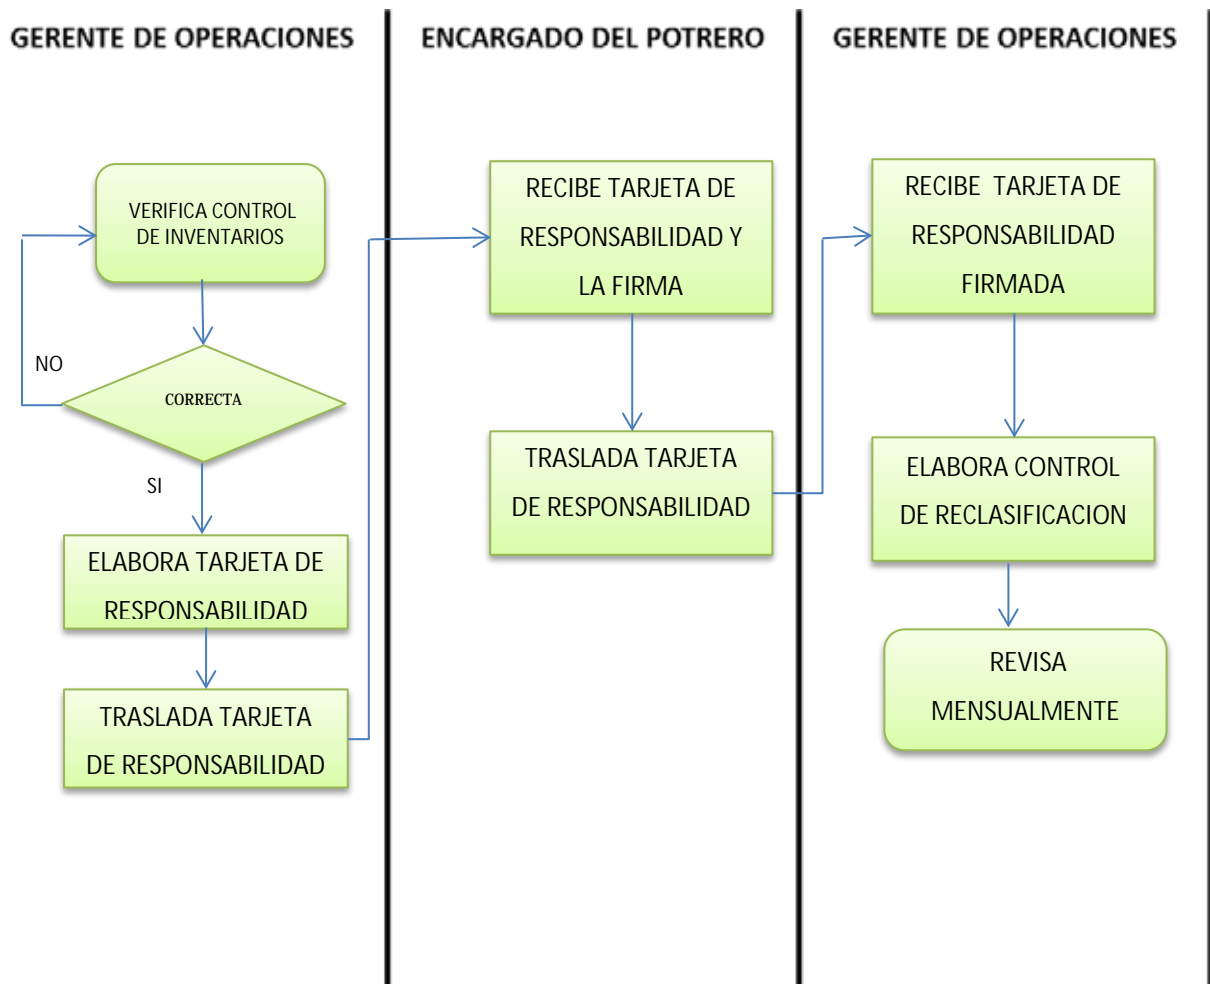 GERENTE DE OPERACIONES
VERIFICA CONTROL
DE INVENTARIOS
NO
CORRECTA
SI
ELABORA TARJETA DE
RESPONSABILIDAD
TRASLADA TARJETA
DE RESPONSABILIDAD
ENCARGADO DEL POTRERO
RECIBE TARJETA DE
RESPONSABILIDAD Y
LA FIRMA
TRASLADA TARJETA
DE RESPONSABILIDAD
GERENTE DE OPERACIONES
RECIBE TARJETA DE
RESPONSABILIDAD
FIRMADA
ELABORA CONTROL
DE RECLASIFICACION
REVISA
MENSUALMENTE